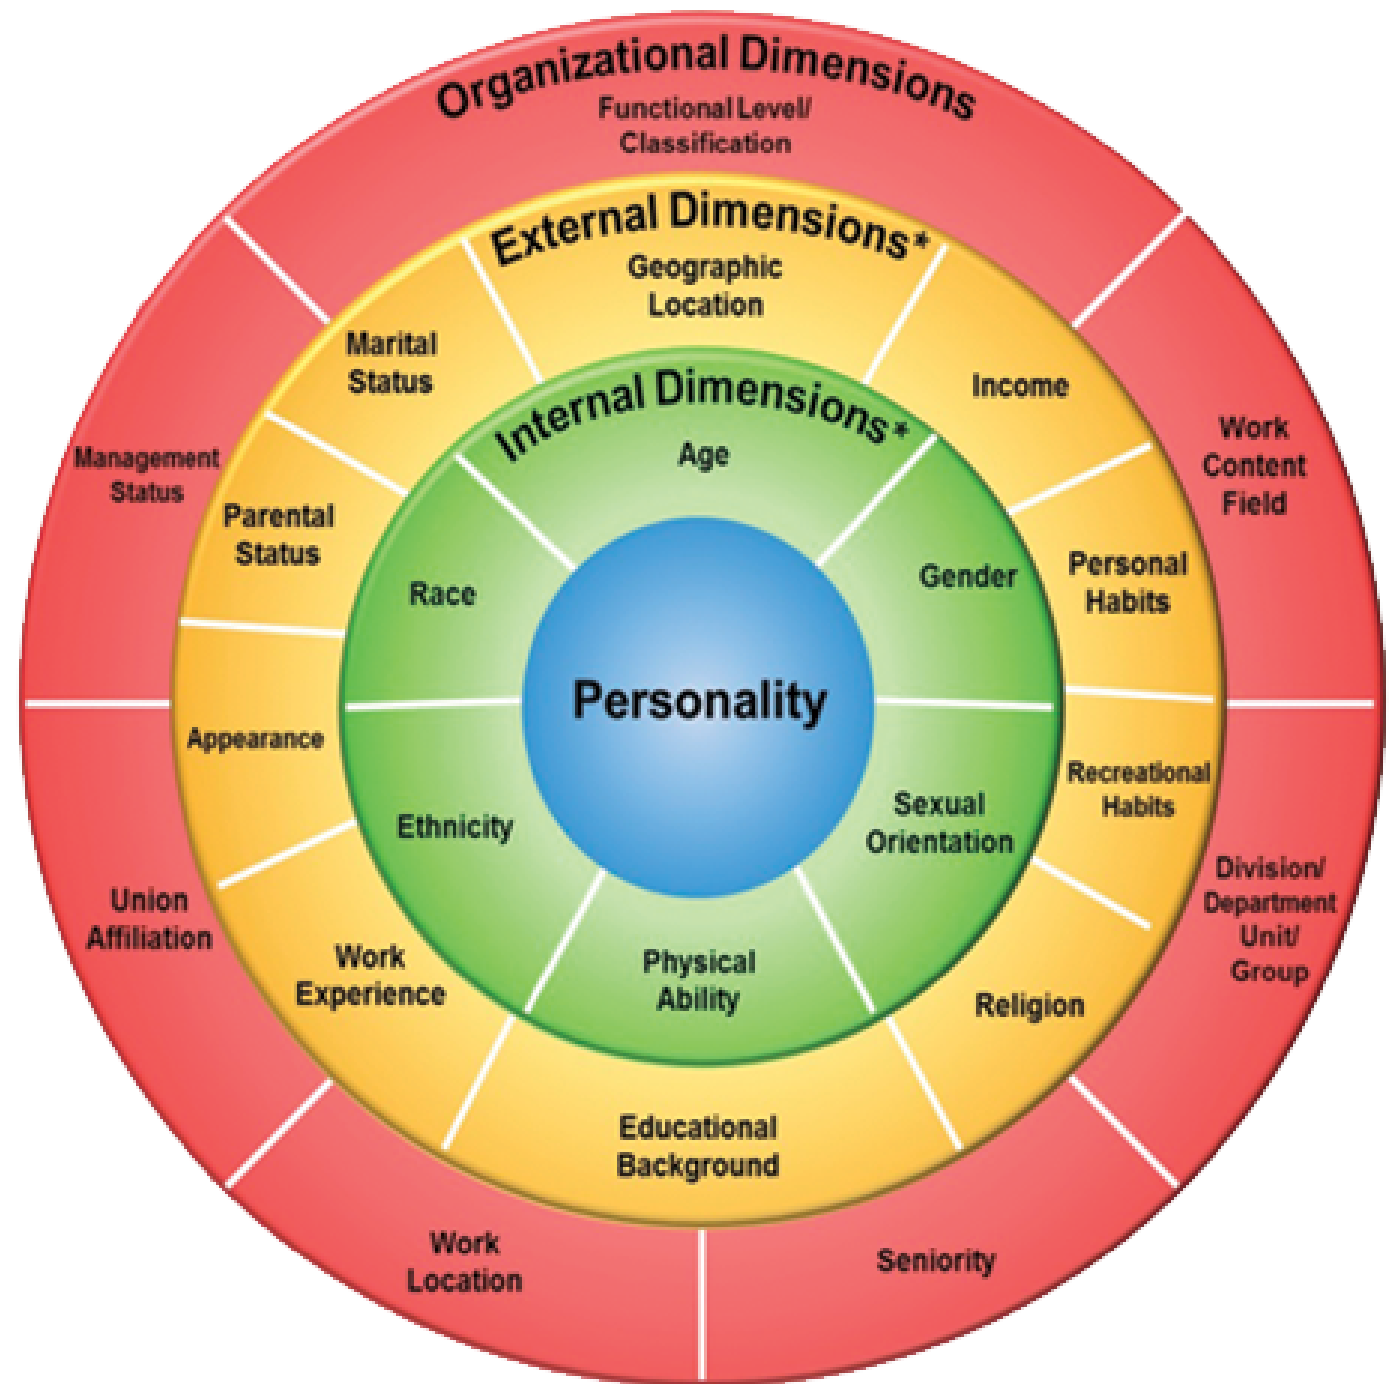 Organizational Dimensions
Functional Level/
Classification
External Dimensions*
Geographic
Location
Marital
Status
Income
Internal Dimensions*
Age
Work
Content
Field
Management
Status
Parental
Status
Race
Gender
Personal
Habits
Personality
Appearance
Recreational
Habits
Ethnicity
Sexual
Orientation
Division/
Department
Unit/
Group
Union
Affiliation
Work
Experience
Physical
Ability
Religion
Educational
Background
Work
Location
Seniority